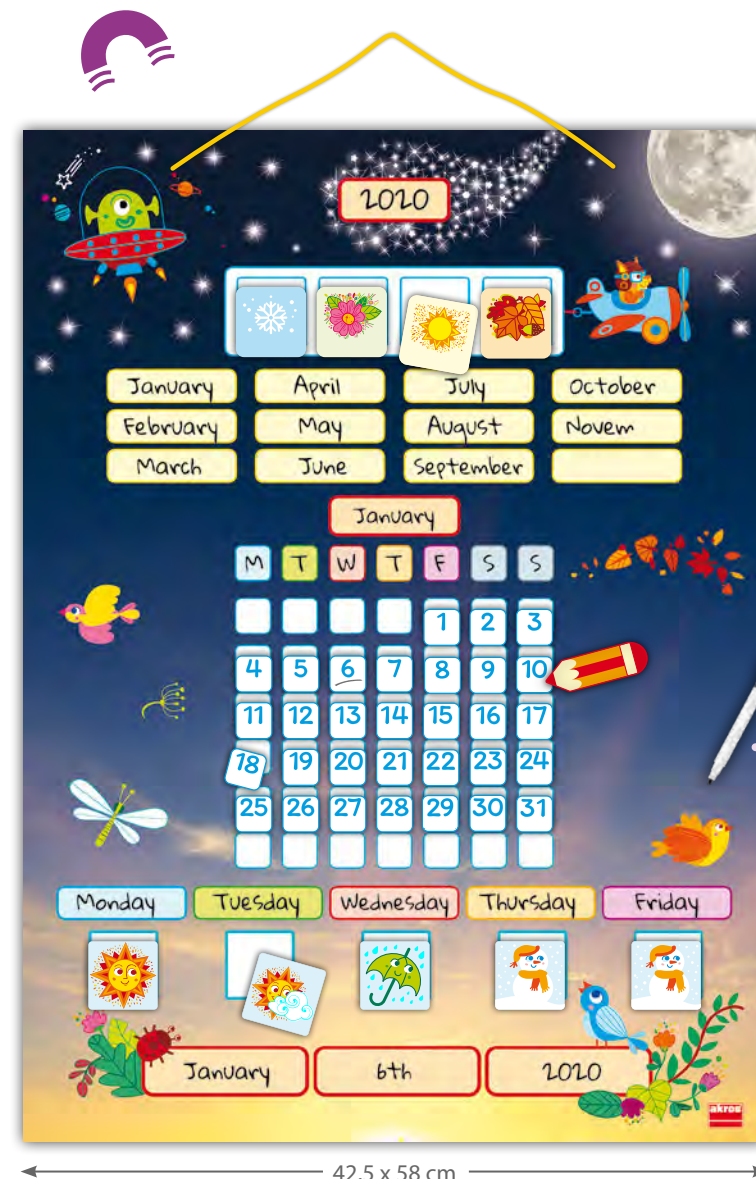 2020
January April July October
February May August Novem
March June September
January
M T W T F S S
1 2 3
4 5 6 7 8 9 10
11 12 13 14 15 16 17
18 19 20 21 22 23 24
25 26 27 28 29 30 31
Monday Tuesday Wednesday Thursday Friday
January 6th 2020
akros
42,5 x 58 cm